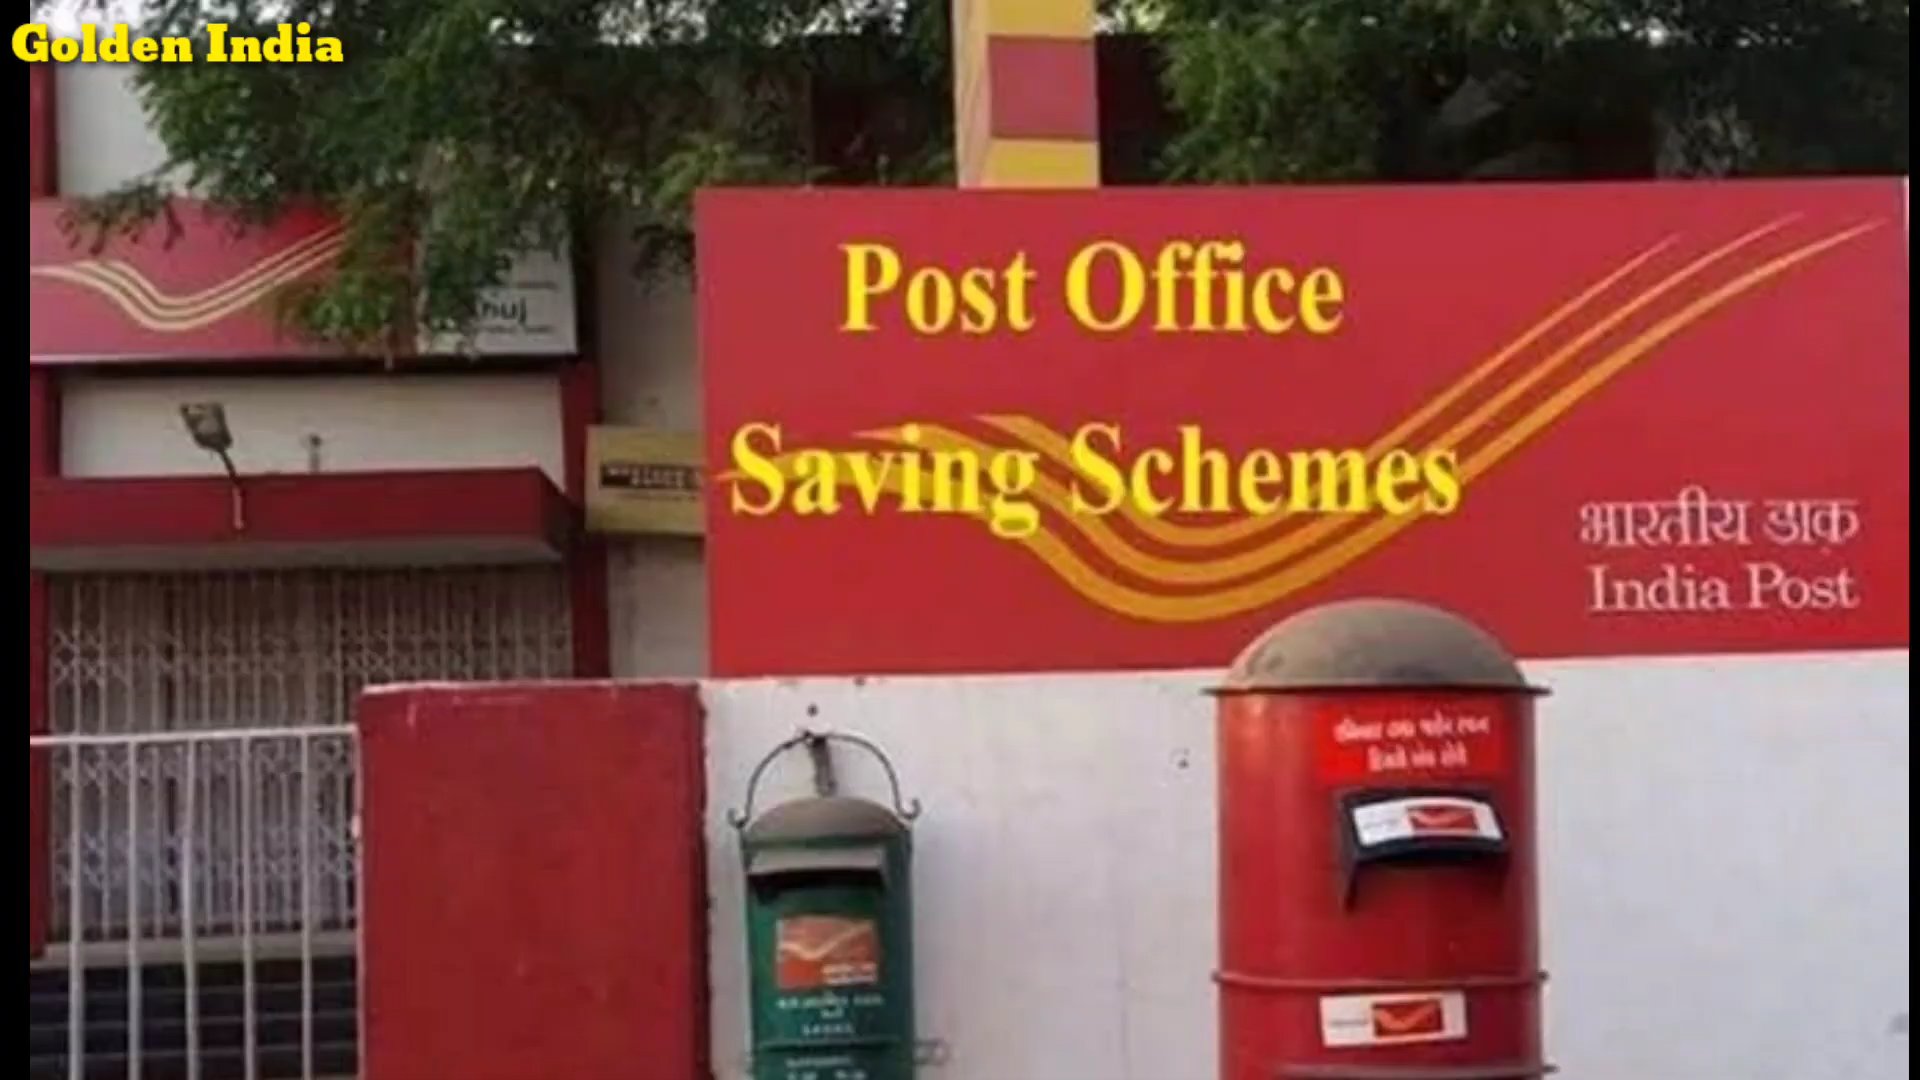 Golden India
Post Office
Saving Schemes
भारतीय डाक
India Post